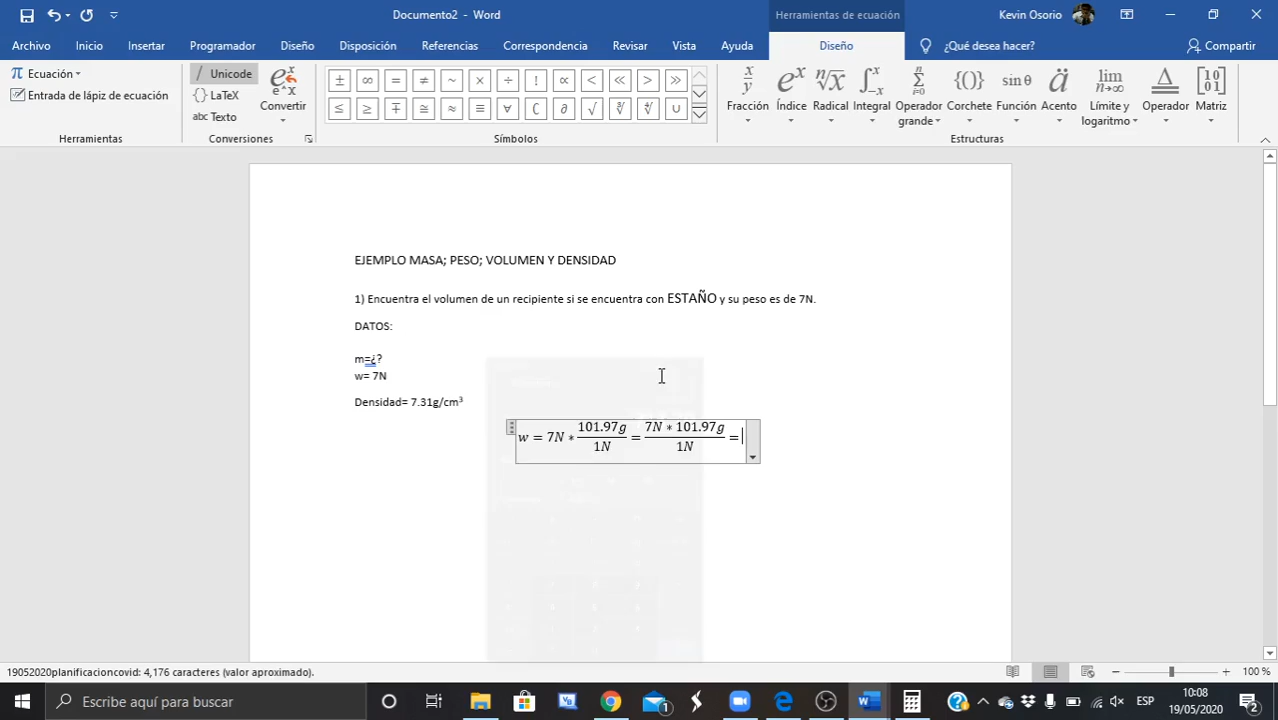 Documento2 - Word
Herramientas de ecuación
Kevin Osorio
Archivo Inicio Insertar Programador Diseño Disposición Referencias Correspondencia Revisar Vista Ayuda Diseño ¿Qué desea hacer? Compartir
π Ecuación
Entrada de lápiz de ecuación
Unicode
LaTeX
abc Texto
Convertir
± ∞ = ≠ ~ × ÷ ! ∝ < ≪ > ≫
≤ ≥ ∓ ≅ ≈ ≡ ∀ ∁ ∂ √ ∛ ∜ ∪
Fracción Índice Radical Integral Operador grande Corchete Función Acento Límite y logaritmo Operador Matriz
Herramientas Conversiones Símbolos Estructuras
EJEMPLO MASA; PESO; VOLUMEN Y DENSIDAD
1) Encuentra el volumen de un recipiente si se encuentra con ESTAÑO y su peso es de 7N.
DATOS:
m=¿?
w= 7N
Densidad= 7.31g/cm³
w = 7N * 101.97g / 1N = 7N * 101.97g / 1N =
19052020planificacioncovid: 4,176 caracteres (valor aproximado).
100 %
Escribe aquí para buscar
ESP
10:08
19/05/2020